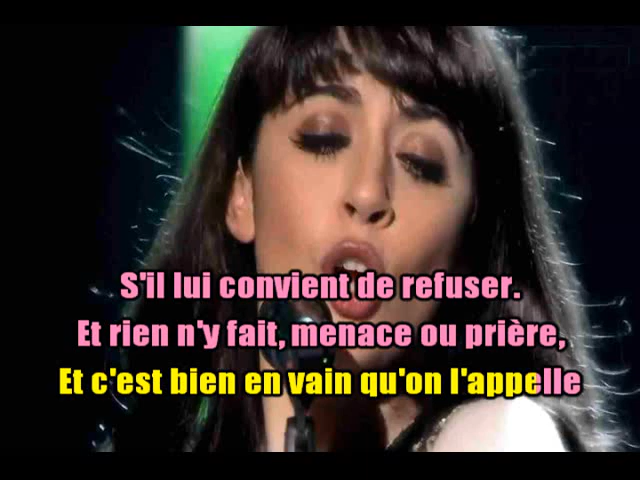 S'il lui convient de refuser.
Et rien n'y fait, menace ou prière,
Et c'est bien en vain qu'on l'appelle